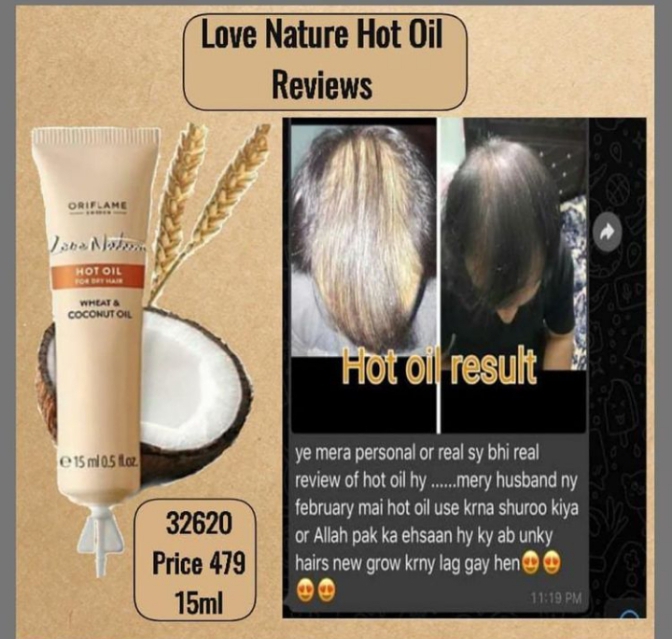 Love Nature Hot Oil
Reviews
ORIFLAME
SWEDEN
Love Nature
HOT OIL
FOR DRY HAIR
WHEAT &
COCONUT OIL
e 15 ml 0.5 fl.oz.
32620
Price 479
15ml
Hot oil result
ye mera personal or real sy bhi real
review of hot oil hy ......mery husband ny
february mai hot oil use krna shuroo kiya
or Allah pak ka ehsaan hy ky ab unky
hairs new grow krny lag gay hen😍😍
😍😍
11:19 PM